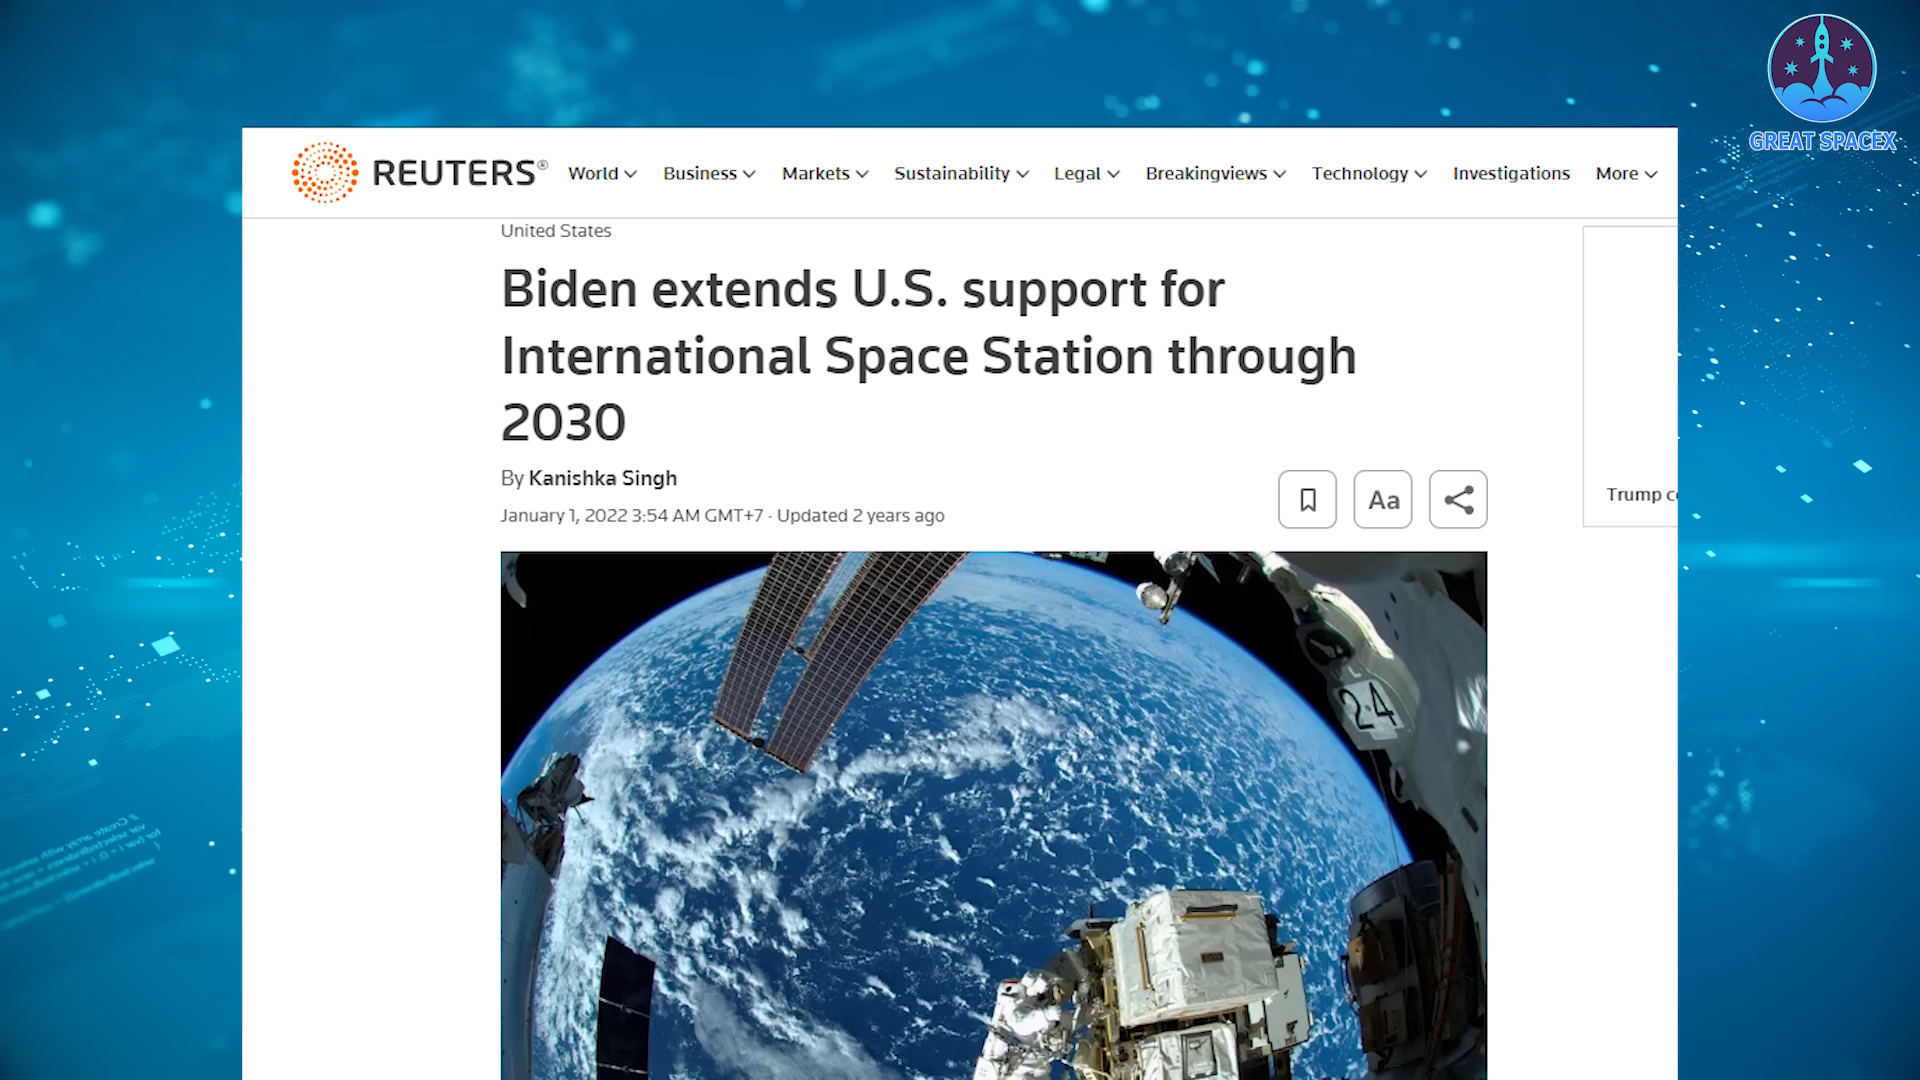 GREAT SPACEX
REUTERS®
World Business Markets Sustainability Legal Breakingviews Technology Investigations More
United States
Biden extends U.S. support for
International Space Station through
2030
By Kanishka Singh
January 1, 2022 3:54 AM GMT+7 · Updated 2 years ago
Aa
Trump
24